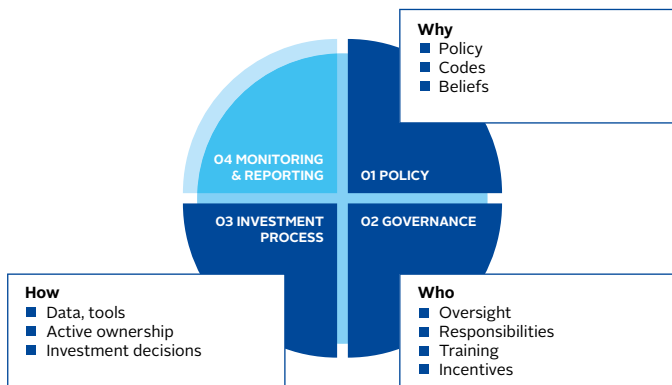 Why
Policy
Codes
Beliefs
04 MONITORING
& REPORTING
01 POLICY
03 INVESTMENT
PROCESS
02 GOVERNANCE
How
Data, tools
Active ownership
Investment decisions
Who
Oversight
Responsibilities
Training
Incentives